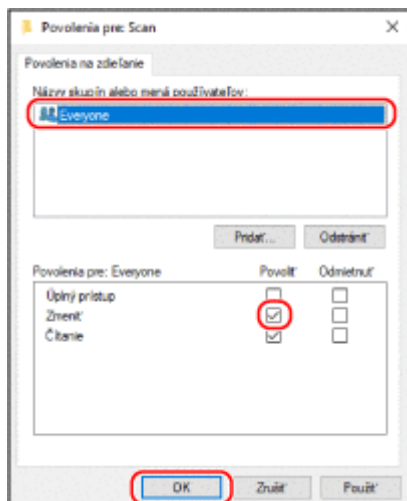 Povolenia pre: Scan
Povolenia na zdieľanie
Názvy skupín alebo mená používateľov:
Everyone
Pridať... Odstrániť
Povolenia pre: Everyone Povoliť Odmietnuť
Úplný prístup
Zmeniť
Čítanie
OK Zrušiť Použiť